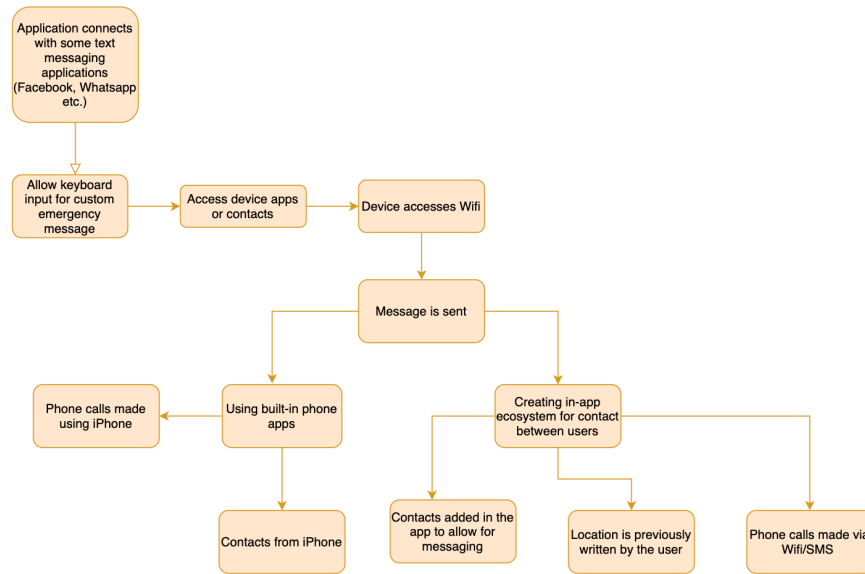 Application connects
with some text
messaging
applications
(Facebook, Whatsapp
etc.)
Allow keyboard
input for custom
emergency
message
Access device apps
or contacts
Device accesses Wifi
Message is sent
Phone calls made
using iPhone
Using built-in phone
apps
Creating in-app
ecosystem for contact
between users
Contacts from iPhone
Contacts added in the
app to allow for
messaging
Location is previously
written by the user
Phone calls made via
Wifi/SMS